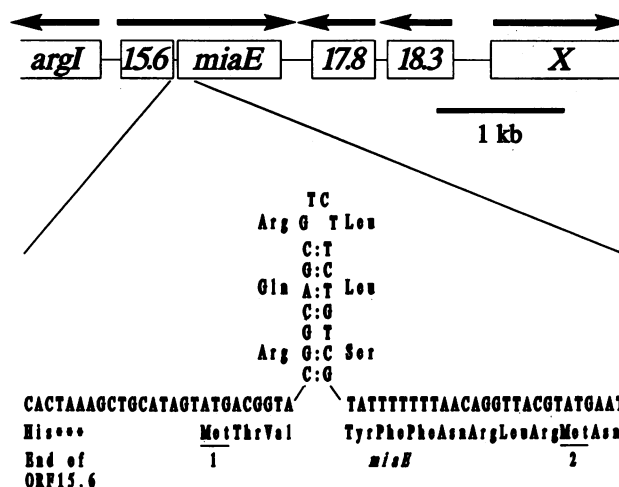 argI 15.6 miaE 17.8 18.3 X
1 kb
TC
Arg G T Leu
C:T
G:C
Gln A:T Leu
C:G
G T
Arg G:C Ser
C:G
CACTAAAGCTGCATAGTATGACGGTA TATTTTTTTAACAGGTTACGTATGAAT
His*** MetThrVal TyrPhePheAsnArgLeuArgMetAsn
End of 1 miaE 2
ORF15.6